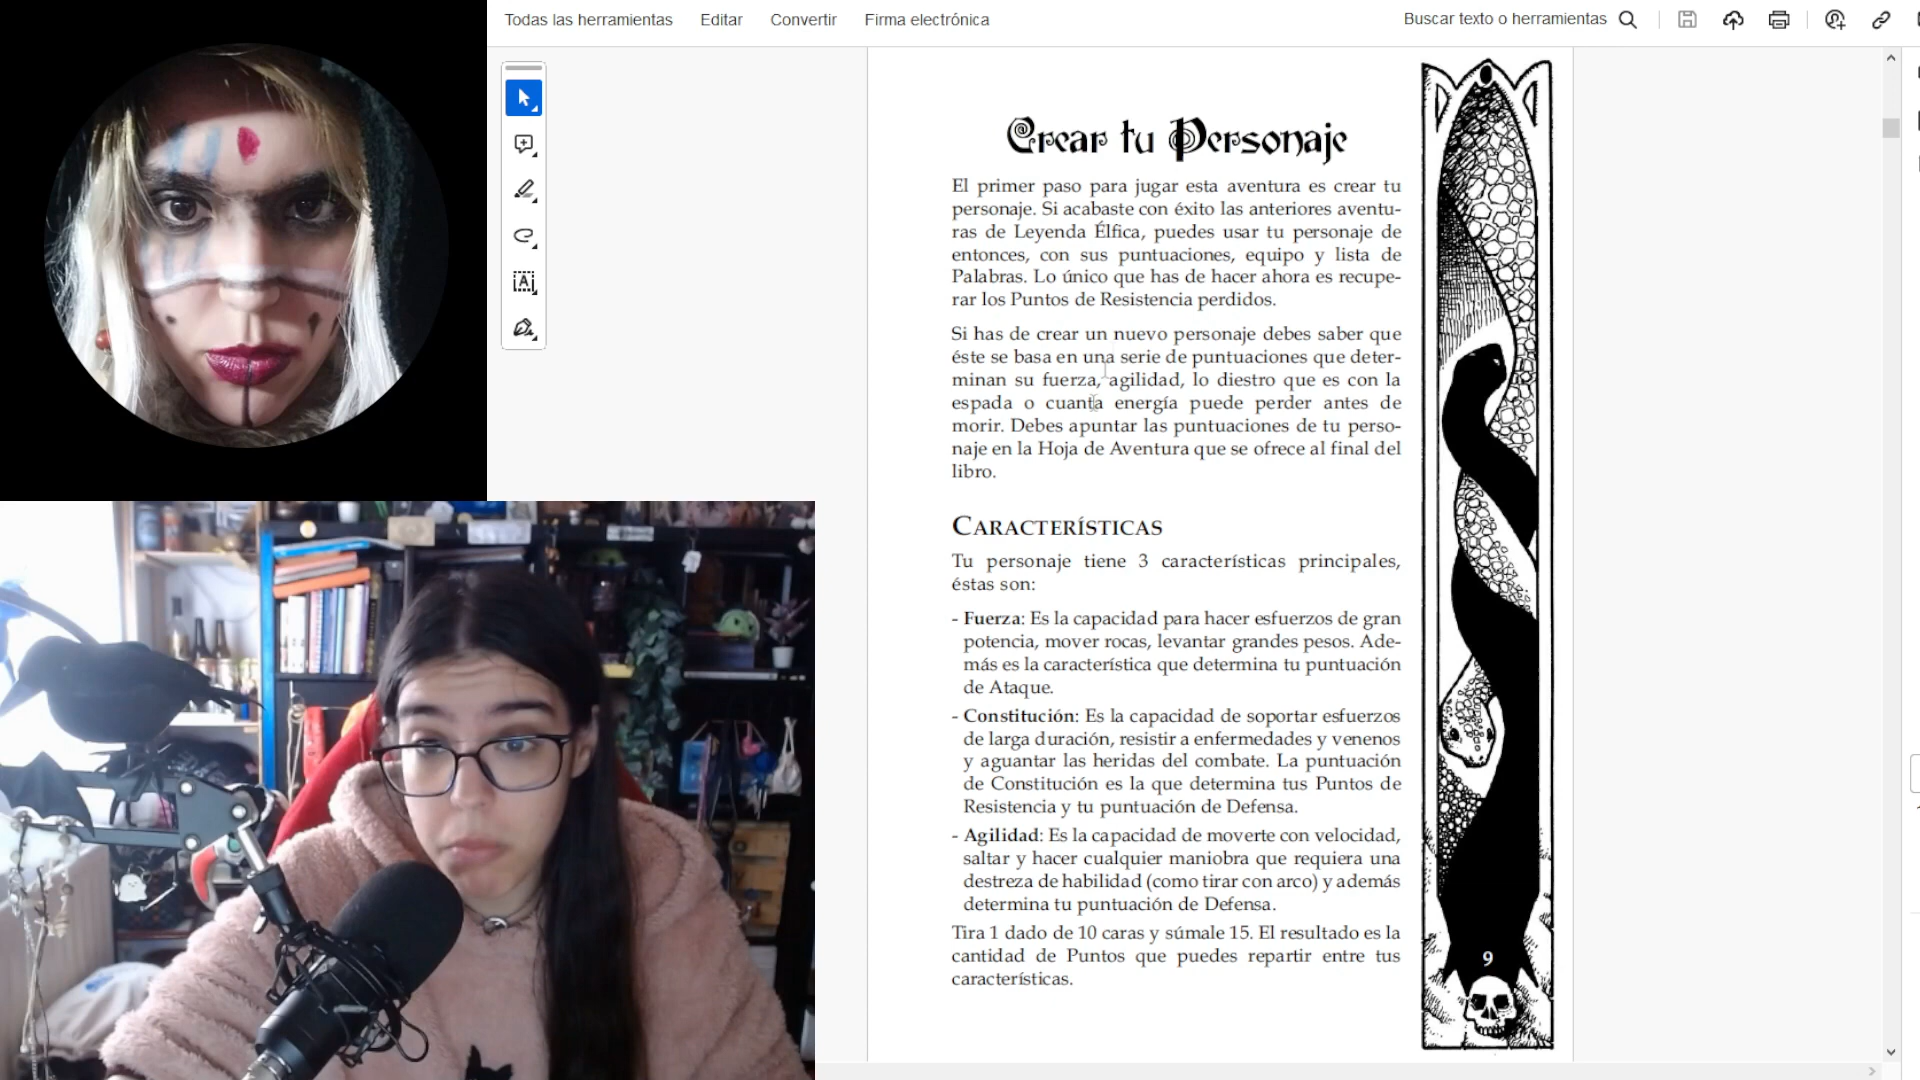 Todas las herramientas Editar Convertir Firma electrónica Buscar texto o herramientas
Crear tu Personaje
El primer paso para jugar esta aventura es crear tu
personaje. Si acabaste con éxito las anteriores aventu-
ras de Leyenda Élfica, puedes usar tu personaje de
entonces, con sus puntuaciones, equipo y lista de
Palabras. Lo único que has de hacer ahora es recupe-
rar los Puntos de Resistencia perdidos.
Si has de crear un nuevo personaje debes saber que
éste se basa en una serie de puntuaciones que deter-
minan su fuerza, agilidad, lo diestro que es con la
espada o cuanta energía puede perder antes de
morir. Debes apuntar las puntuaciones de tu perso-
naje en la Hoja de Aventura que se ofrece al final del
libro.
CARACTERÍSTICAS
Tu personaje tiene 3 características principales,
éstas son:
- Fuerza: Es la capacidad para hacer esfuerzos de gran
potencia, mover rocas, levantar grandes pesos. Ade-
más es la característica que determina tu puntuación
de Ataque.
- Constitución: Es la capacidad de soportar esfuerzos
de larga duración, resistir a enfermedades y venenos
y aguantar las heridas del combate. La puntuación
de Constitución es la que determina tus Puntos de
Resistencia y tu puntuación de Defensa.
- Agilidad: Es la capacidad de moverte con velocidad,
saltar y hacer cualquier maniobra que requiera una
destreza de habilidad (como tirar con arco) y además
determina tu puntuación de Defensa.
Tira 1 dado de 10 caras y súmale 15. El resultado es la
cantidad de Puntos que puedes repartir entre tus
características.
9